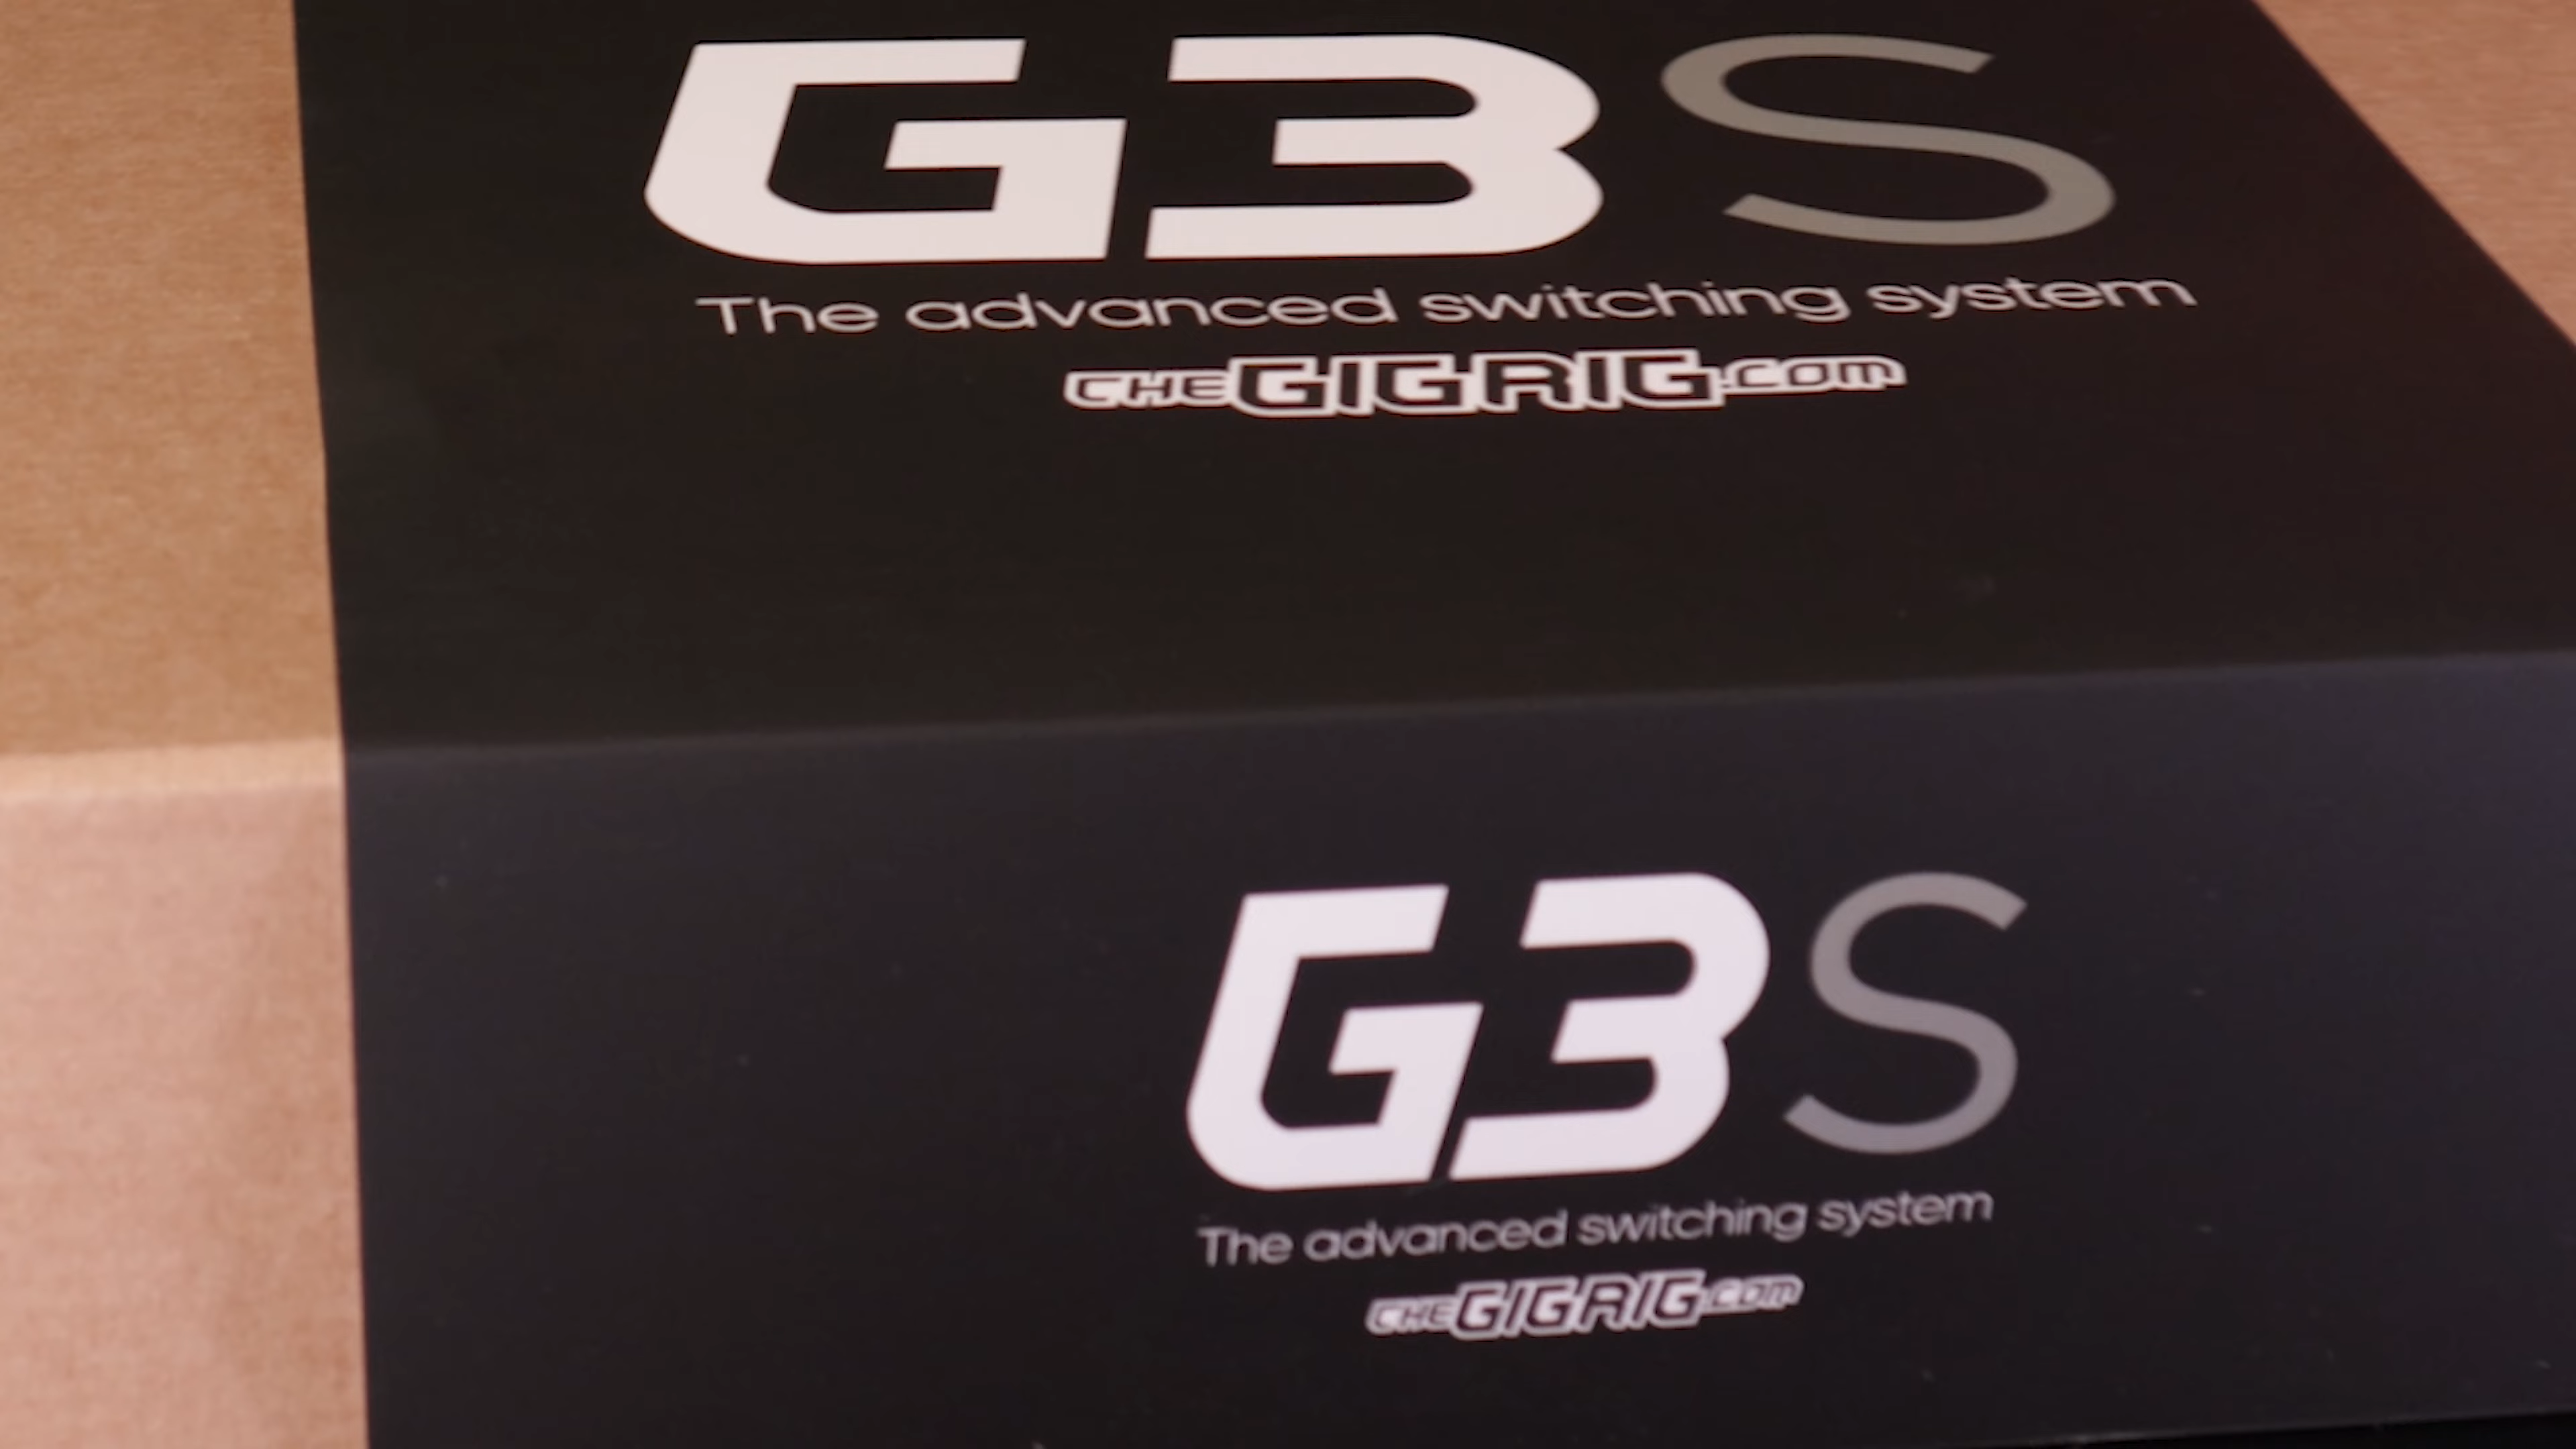 G3S
The advanced switching system
THEGIGRIG.com
G3S
The advanced switching system
THEGIGRIG.com